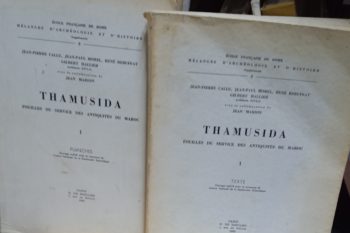 ÉCOLE FRANÇAISE DE ROME
MÉLANGES D'ARCHÉOLOGIE ET D'HISTOIRE
JEAN-PIERRE CALLU, JEAN-PAUL MOREL, RENÉ REBUFFAT
GILBERT HALLIER
JEAN MARION
THAMUSIDA
FOUILLES DU SERVICE DES ANTIQUITÉS DU MAROC
I
PLANCHES
PARIS
ÉCOLE FRANÇAISE DE ROME
MÉLANGES D'ARCHÉOLOGIE ET D'HISTOIRE
JEAN-PIERRE CALLU, JEAN-PAUL MOREL, RENÉ REBUFFAT
GILBERT HALLIER
JEAN MARION
THAMUSIDA
FOUILLES DU SERVICE DES ANTIQUITÉS DU MAROC
I
TEXTE
PARIS